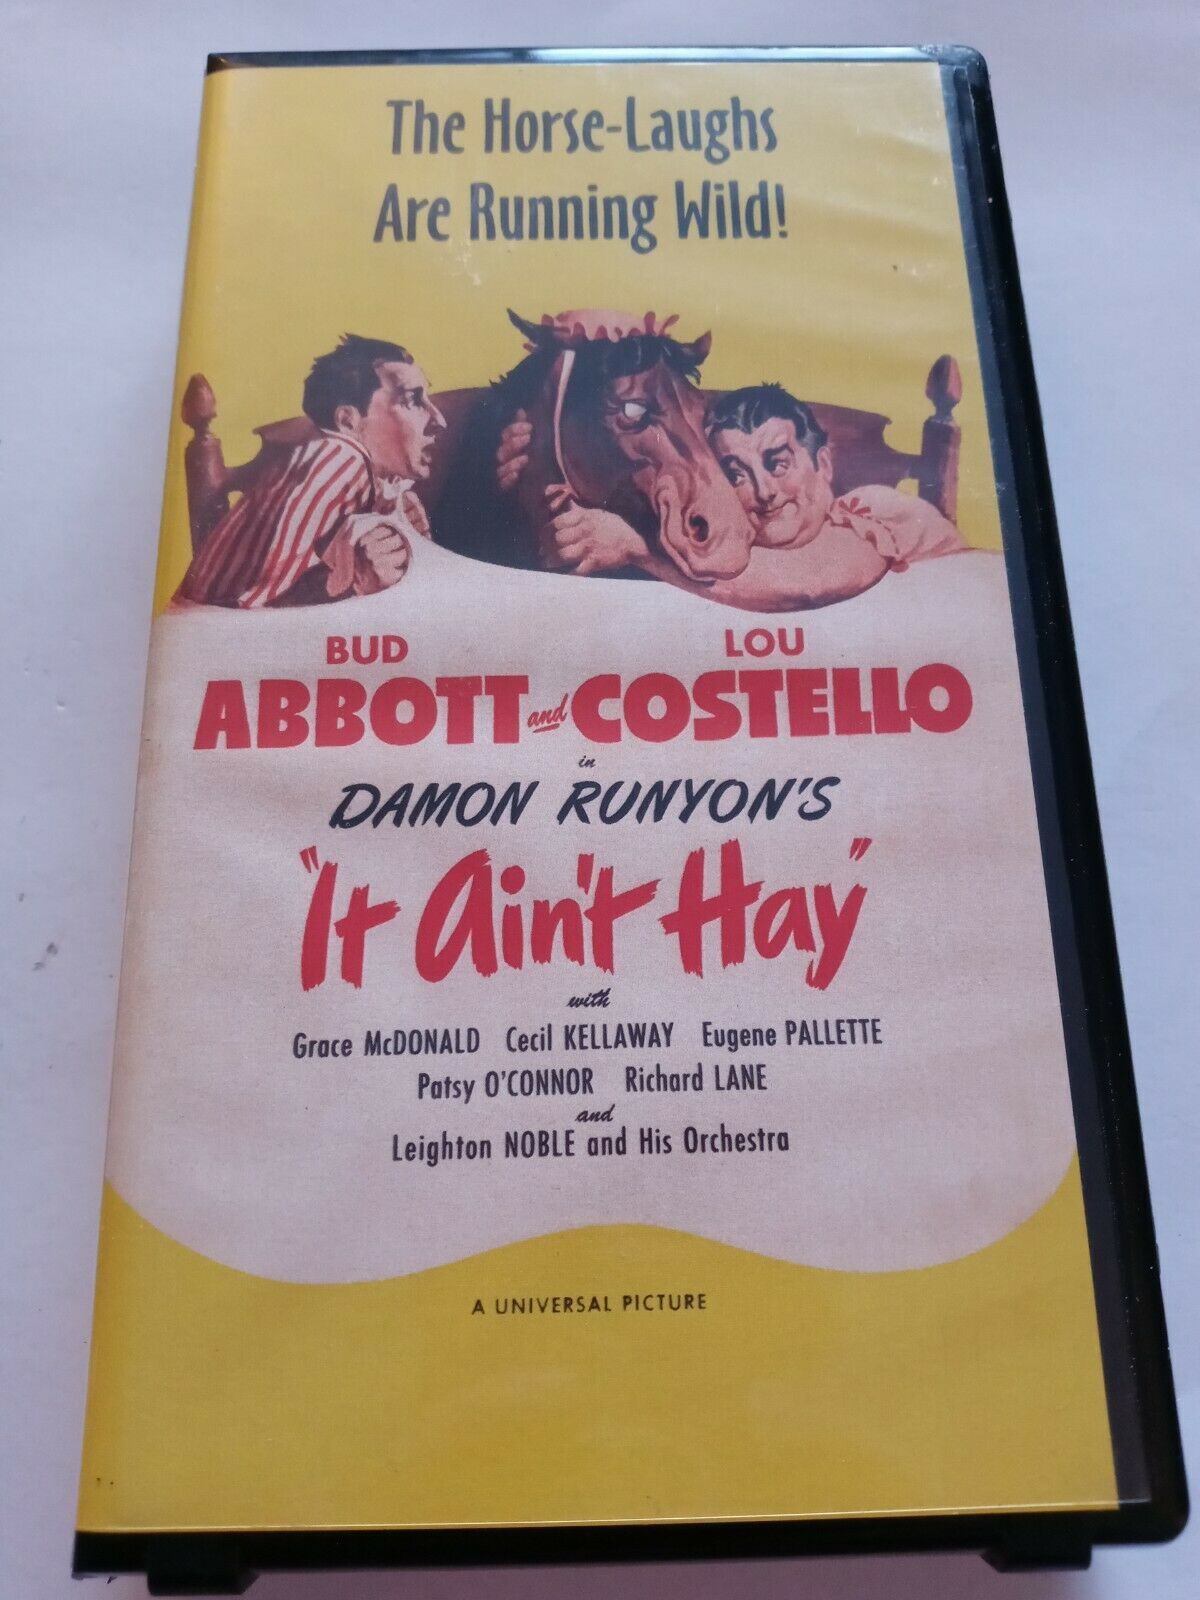 The Horse-Laughs
Are Running Wild!
BUD LOU
ABBOTT and COSTELLO
in
DAMON RUNYON'S
"It Ain't Hay"
with
Grace McDONALD Cecil KELLAWAY Eugene PALLETTE
Patsy O'CONNOR Richard LANE
and
Leighton NOBLE and His Orchestra
A UNIVERSAL PICTURE